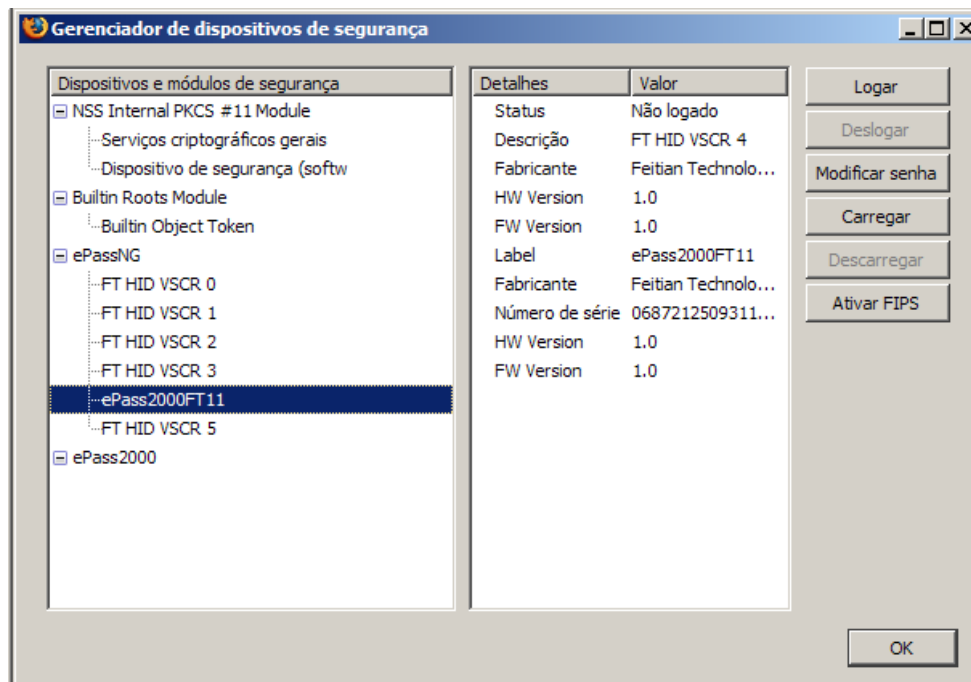 Gerenciador de dispositivos de segurança
Dispositivos e módulos de segurança
NSS Internal PKCS #11 Module
Serviços criptográficos gerais
Dispositivo de segurança (softw
Builtin Roots Module
Builtin Object Token
ePassNG
FT HID VSCR 0
FT HID VSCR 1
FT HID VSCR 2
FT HID VSCR 3
ePass2000FT11
FT HID VSCR 5
ePass2000
Detalhes Valor
Status Não logado
Descrição FT HID VSCR 4
Fabricante Feitian Technolo...
HW Version 1.0
FW Version 1.0
Label ePass2000FT11
Fabricante Feitian Technolo...
Número de série 0687212509311...
HW Version 1.0
FW Version 1.0
Logar
Deslogar
Modificar senha
Carregar
Descarregar
Ativar FIPS
OK